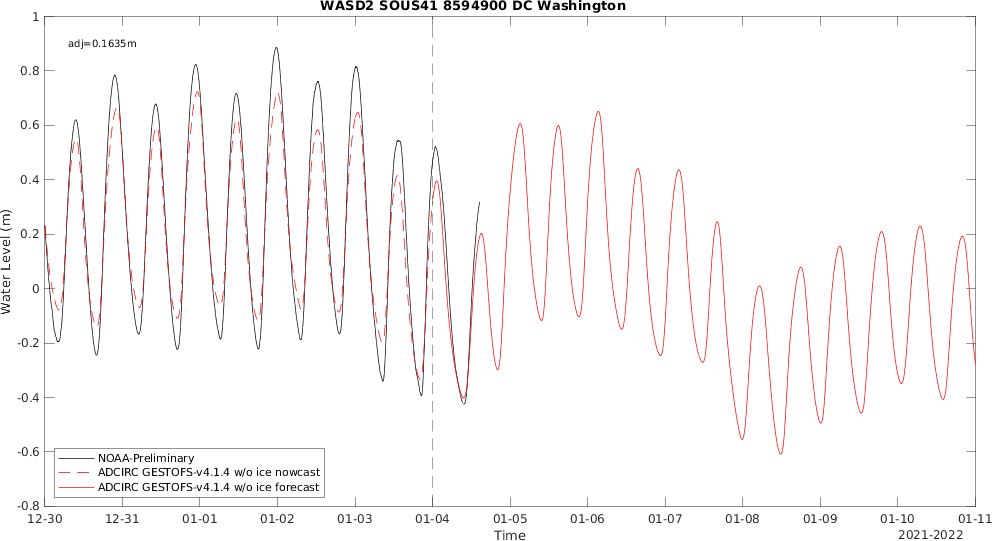 WASD2 SOUS41 8594900 DC Washington
adj=0.1635m
1
0.8
0.6
0.4
0.2
0
-0.2
-0.4
-0.6
-0.8
Water Level (m)
NOAA-Preliminary
ADCIRC GESTOFS-v4.1.4 w/o ice nowcast
ADCIRC GESTOFS-v4.1.4 w/o ice forecast
12-30 12-31 01-01 01-02 01-03 01-04 01-05 01-06 01-07 01-08 01-09 01-10 01-11
Time
2021-2022